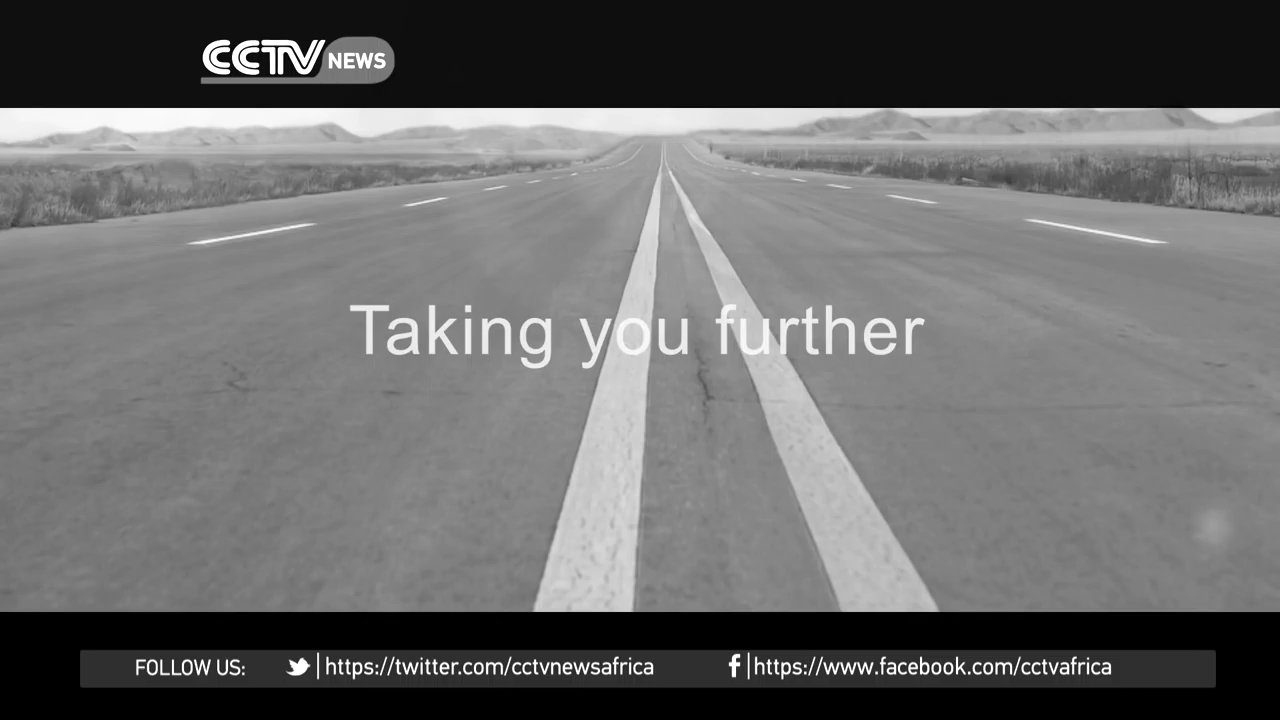 CCTV NEWS
Taking you further
FOLLOW US: https://twitter.com/cctvnewsafrica https://www.facebook.com/cctvafrica